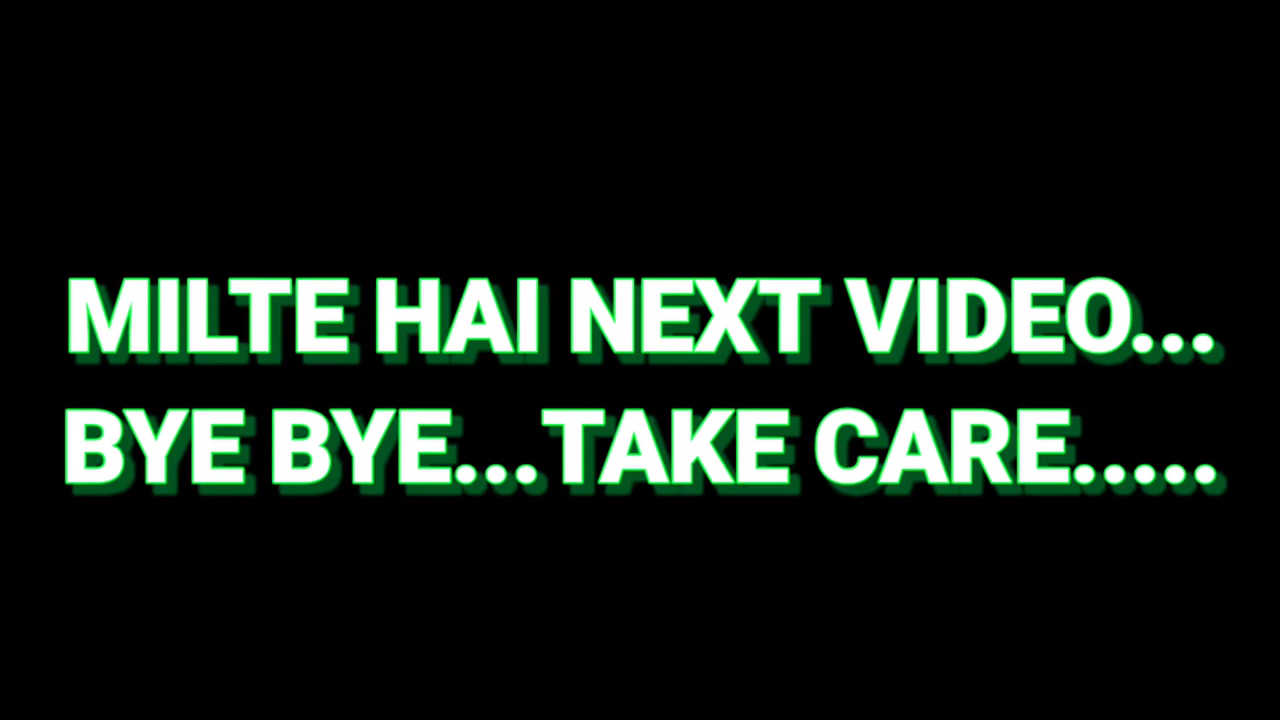 MILTE HAI NEXT VIDEO...
BYE BYE...TAKE CARE.....